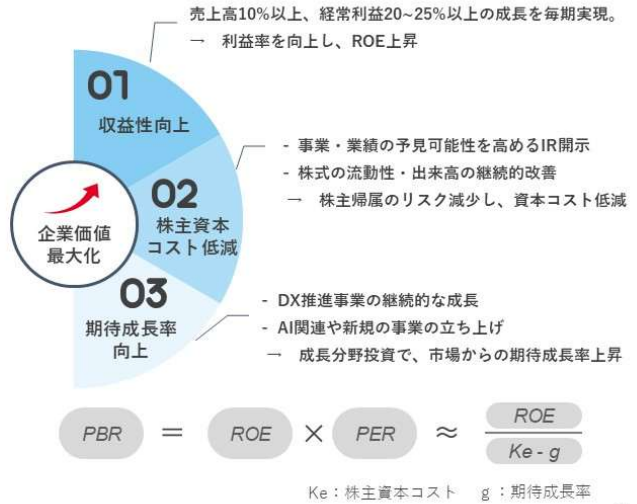 売上高10%以上、経常利益20~25%以上の成長を毎期実現。
→ 利益率を向上し、ROE上昇
01
収益性向上
- 事業・業績の予見可能性を高めるIR開示
- 株式の流動性・出来高の継続的改善
→ 株主帰属のリスク減少し、資本コスト低減
02
株主資本
コスト低減
企業価値
最大化
03
期待成長率
向上
- DX推進事業の継続的な成長
- AI関連や新規の事業の立ち上げ
→ 成長分野投資で、市場からの期待成長率上昇
PBR = ROE × PER ≈ ROE
Ke - g
Ke：株主資本コスト g：期待成長率